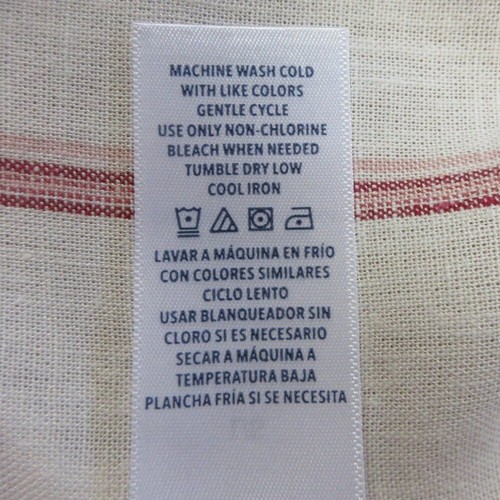 MACHINE WASH COLD
WITH LIKE COLORS
GENTLE CYCLE
USE ONLY NON-CHLORINE
BLEACH WHEN NEEDED
TUMBLE DRY LOW
COOL IRON
LAVAR A MÁQUINA EN FRÍO
CON COLORES SIMILARES
CICLO LENTO
USAR BLANQUEADOR SIN
CLORO SI ES NECESARIO
SECAR A MÁQUINA A
TEMPERATURA BAJA
PLANCHA FRÍA SI SE NECESITA